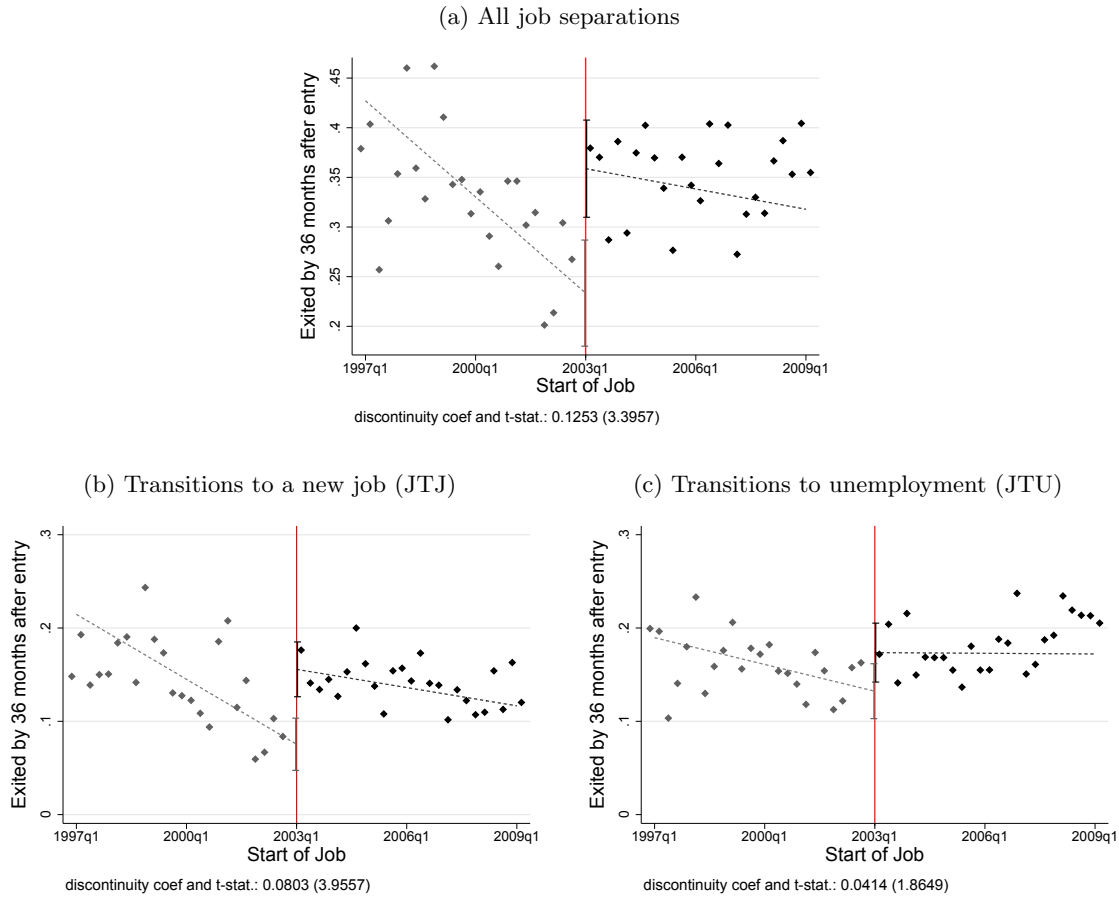 (a) All job separations
Exited by 36 months after entry
.45
.4
.35
.3
.25
.2
1997q1 2000q1 2003q1 2006q1 2009q1
Start of Job
discontinuity coef and t-stat.: 0.1253 (3.3957)
(b) Transitions to a new job (JTJ)
Exited by 36 months after entry
.3
.2
.1
0
1997q1 2000q1 2003q1 2006q1 2009q1
Start of Job
discontinuity coef and t-stat.: 0.0803 (3.9557)
(c) Transitions to unemployment (JTU)
Exited by 36 months after entry
.3
.2
.1
0
1997q1 2000q1 2003q1 2006q1 2009q1
Start of Job
discontinuity coef and t-stat.: 0.0414 (1.8649)